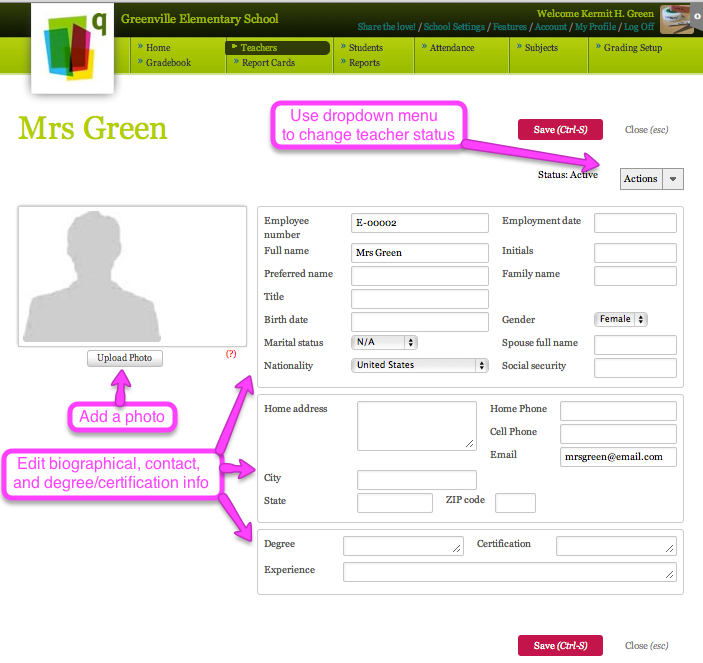 q
Greenville Elementary School
Welcome Kermit H. Green
Share the love! / School Settings / Features / Account / My Profile / Log Off
» Home
» Gradebook
Teachers
» Report Cards
» Students
» Reports
» Attendance
» Subjects
» Grading Setup
Mrs Green
Use dropdown menu
to change teacher status
Save (Ctrl-S)
Close (esc)
Status: Active
Actions
Upload Photo
(?)
Add a photo
Edit biographical, contact,
and degree/certification info
Employee
number
E-00002
Employment date
Full name
Mrs Green
Initials
Preferred name
Family name
Title
Birth date
Gender
Female
Marital status
N/A
Spouse full name
Nationality
United States
Social security
Home address
Home Phone
Cell Phone
Email
mrsgreen@email.com
City
State
ZIP code
Degree
Certification
Experience
Save (Ctrl-S)
Close (esc)